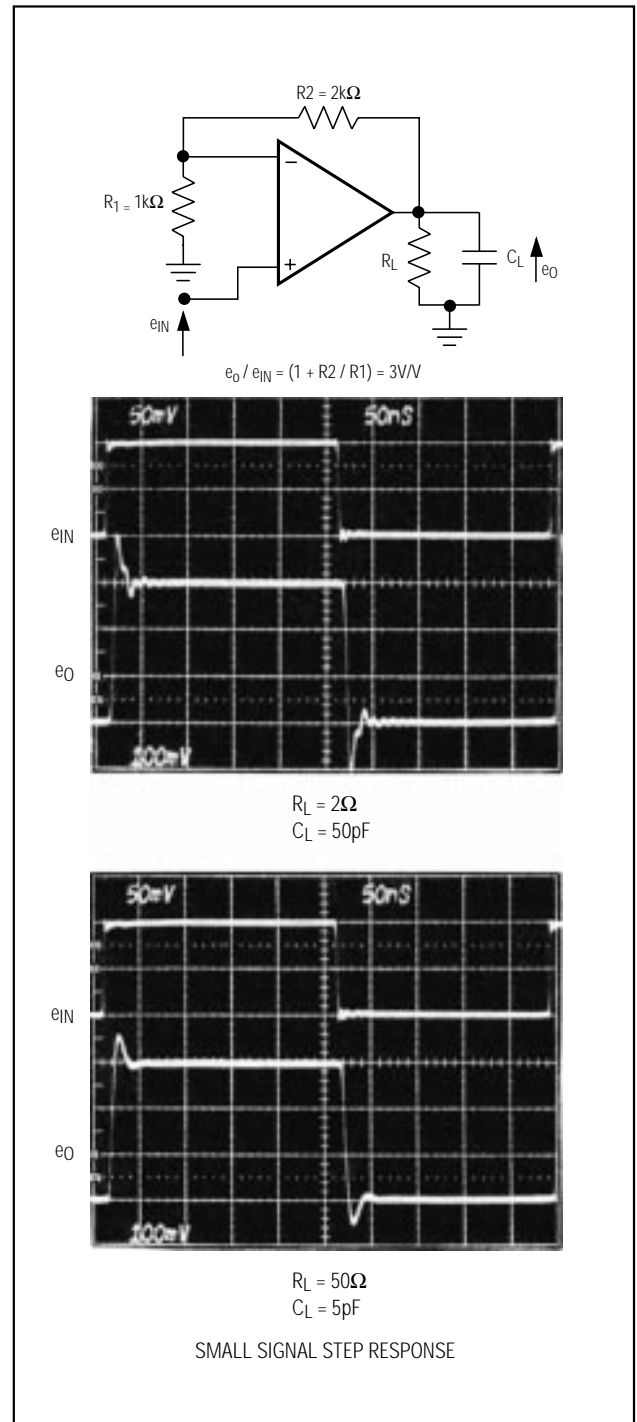 R2 = 2kΩ
R1 = 1kΩ
−
+
RL
CL
eO
eIN
eo / eIN = (1 + R2 / R1) = 3V/V
50mV 50nS
eIN
eO
100mV
RL = 2Ω
CL = 50pF
50mV 50nS
eIN
eO
100mV
RL = 50Ω
CL = 5pF
SMALL SIGNAL STEP RESPONSE